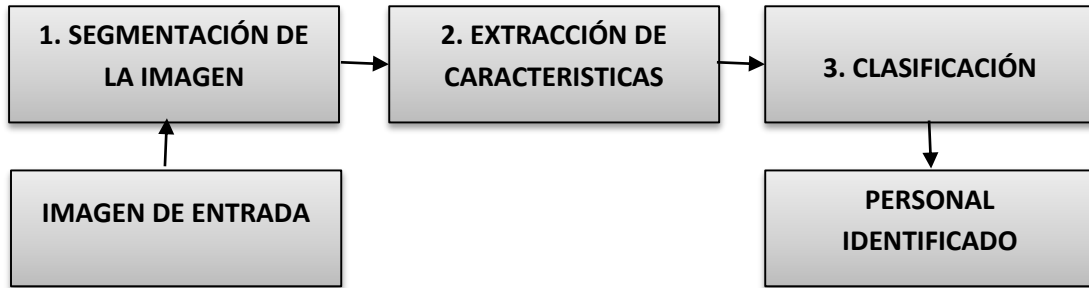 1. SEGMENTACIÓN DE
LA IMAGEN
2. EXTRACCIÓN DE
CARACTERISTICAS
3. CLASIFICACIÓN
IMAGEN DE ENTRADA
PERSONAL
IDENTIFICADO